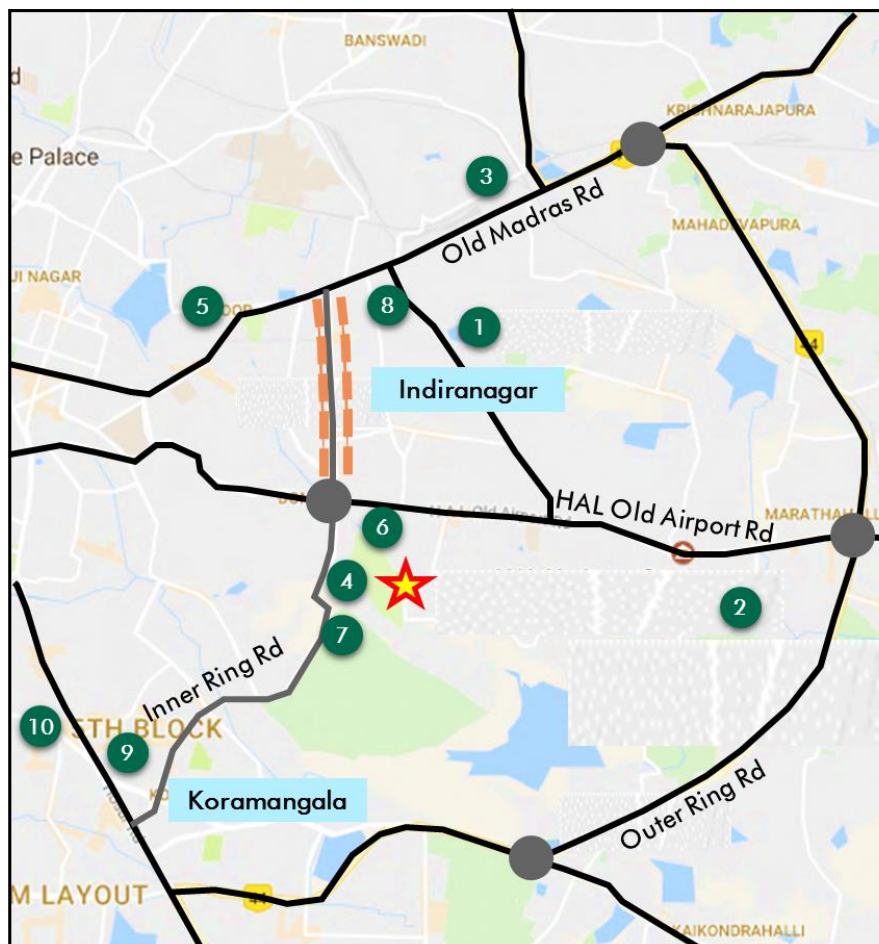 BANSWADI
KRISHNARAJAPURA
e Palace
3
Old Madras Rd
MAHADEVAPURA
JI NAGAR
5
8
1
44
Indiranagar
HAL Old Airport Rd
6
4
2
7
Inner Ring Rd
10
5TH BLOCK
9
Koramangala
Outer Ring Rd
M LAYOUT
44
KAIKONDRAHALLI